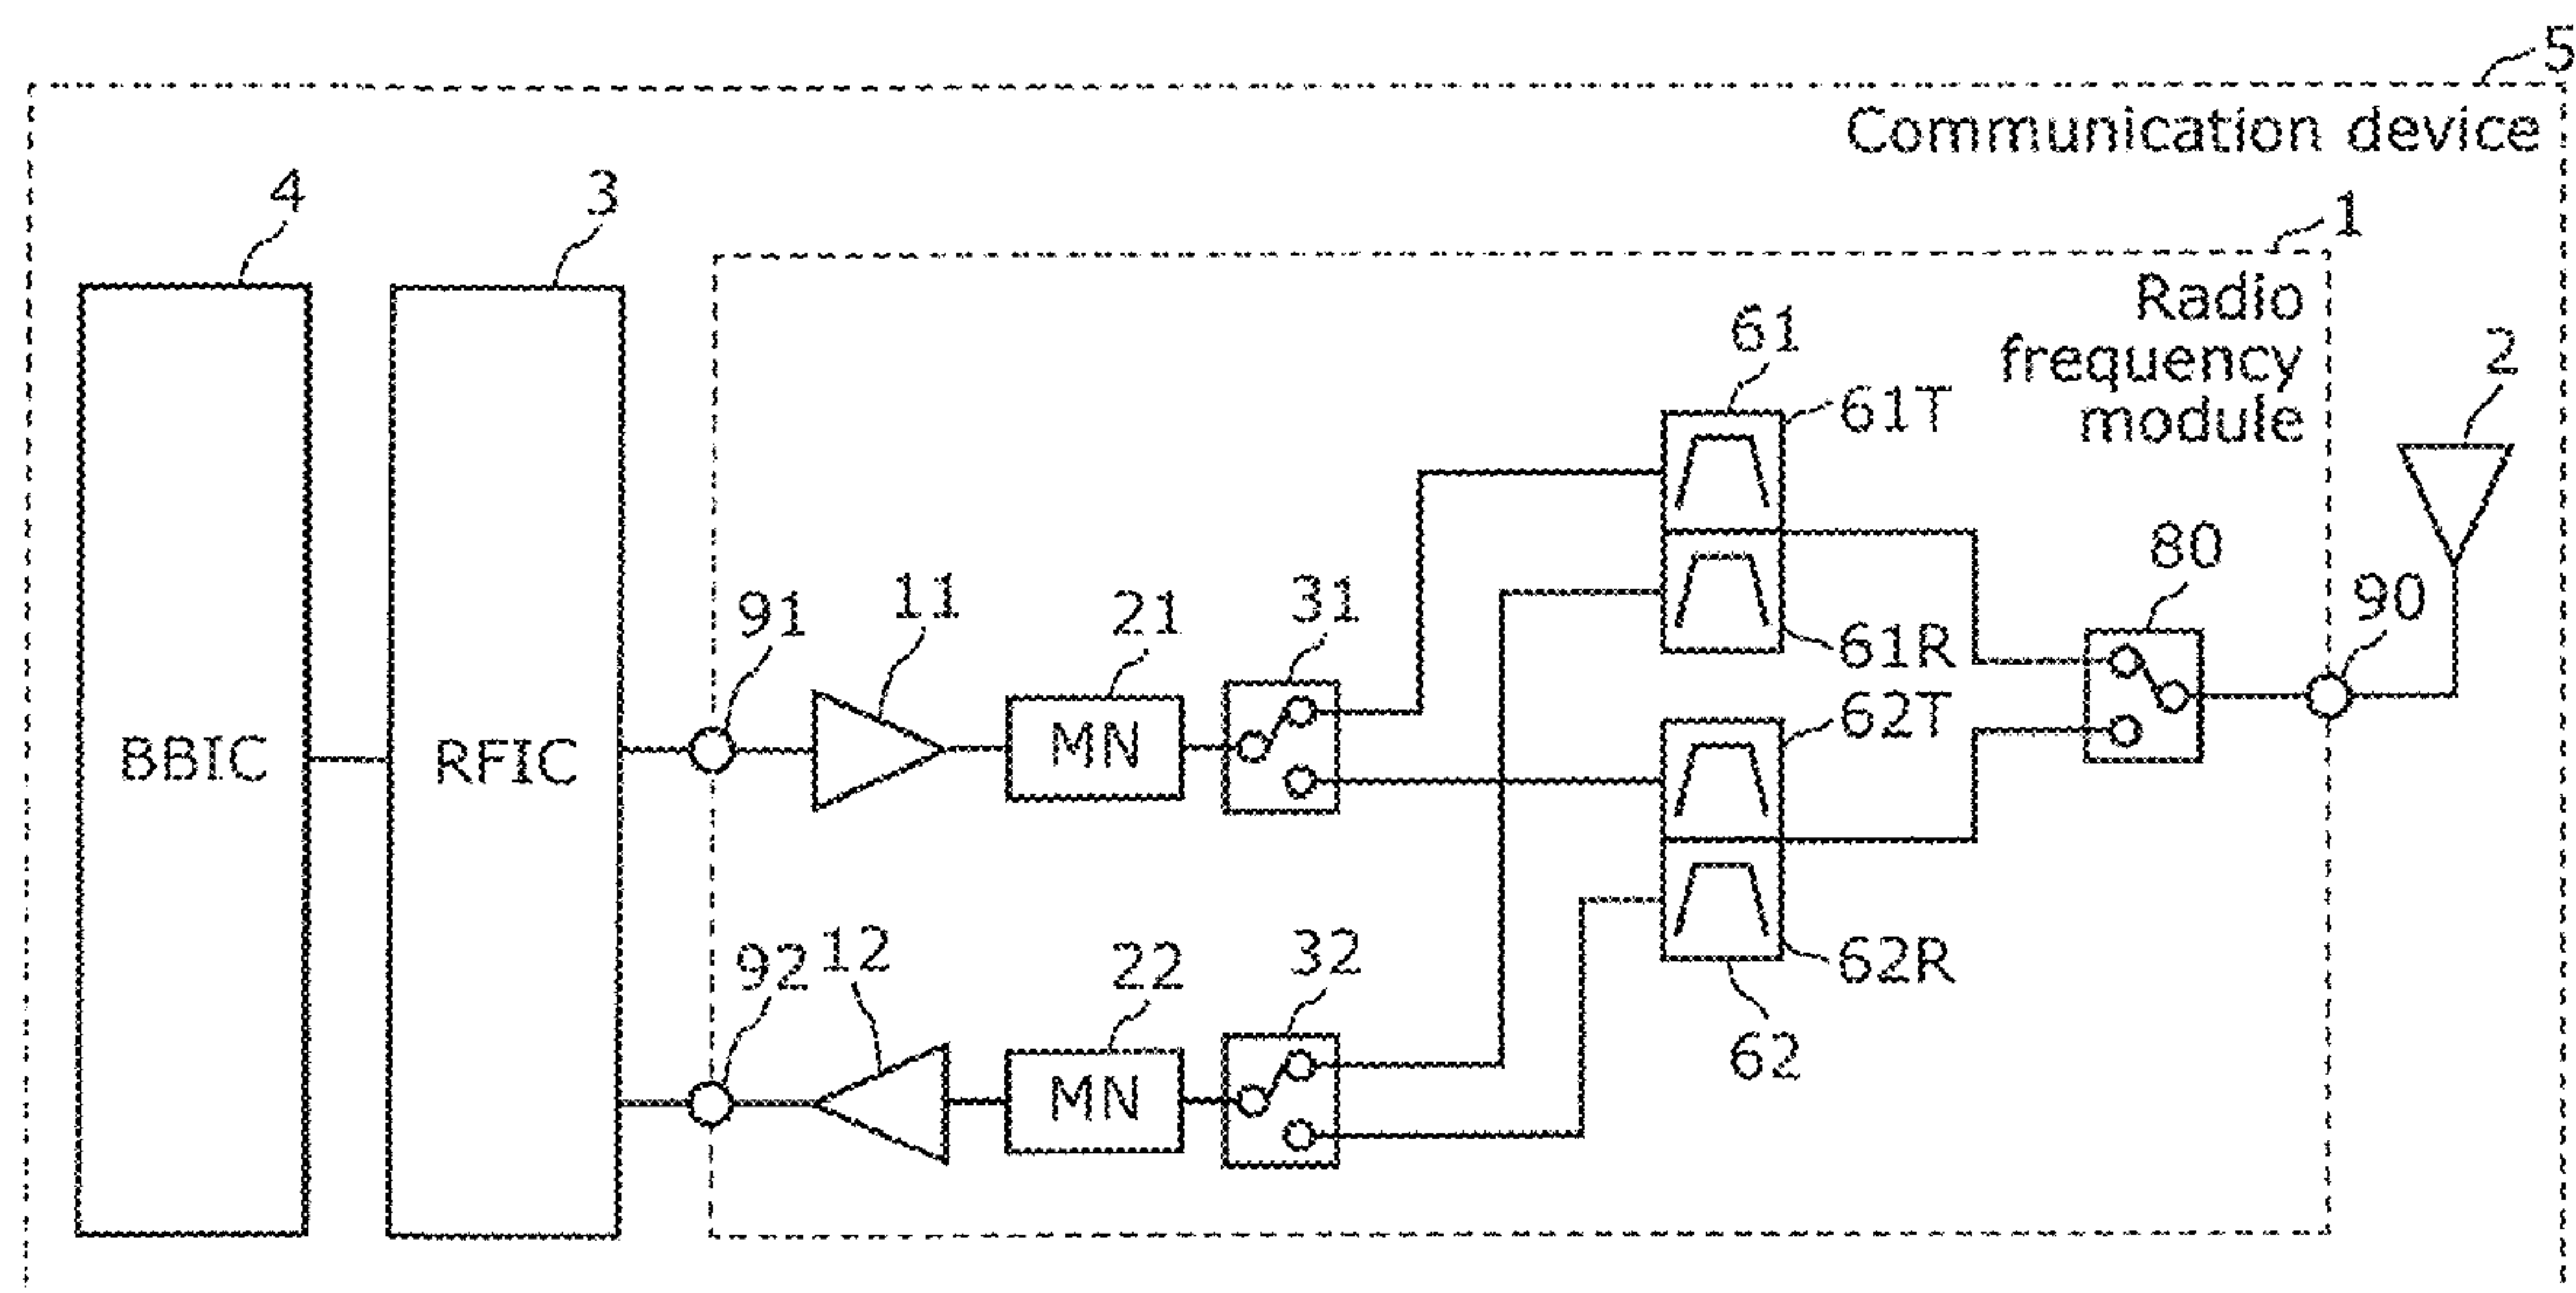 5
Communication device
4
3
1
Radio
frequency
module
61
2
61T
80
91
11
21
31
90
61R
62T
BBIC
RFIC
MN
92
12
22
32
62R
62
MN